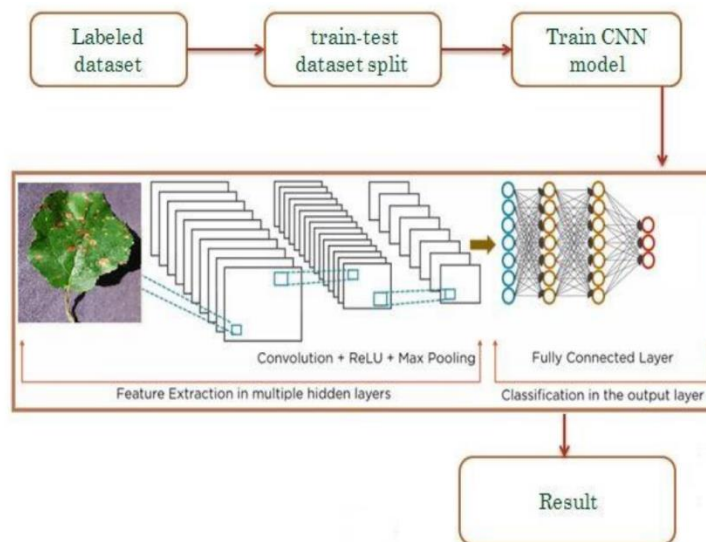 Labeled
dataset
train-test
dataset split
Train CNN
model
Convolution + ReLU + Max Pooling
Fully Connected Layer
Feature Extraction in multiple hidden layers
Classification in the output layer
Result